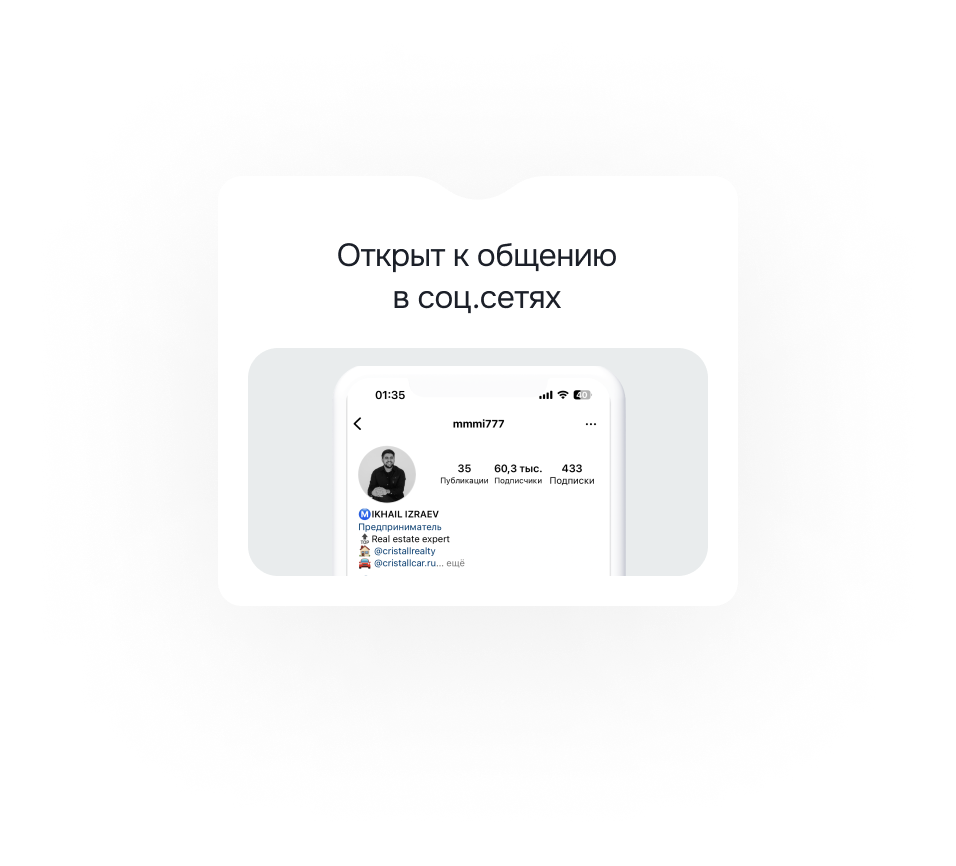 Открыт к общению
в соц.сетях
01:35
40
mmmi777
35 60,3 тыс. 433
Публикации Подписчики Подписки
MIKHAIL IZRAEV
Предприниматель
🔝Real estate expert
🏠 @cristallrealty
🚘 @cristallcar.ru... ещё